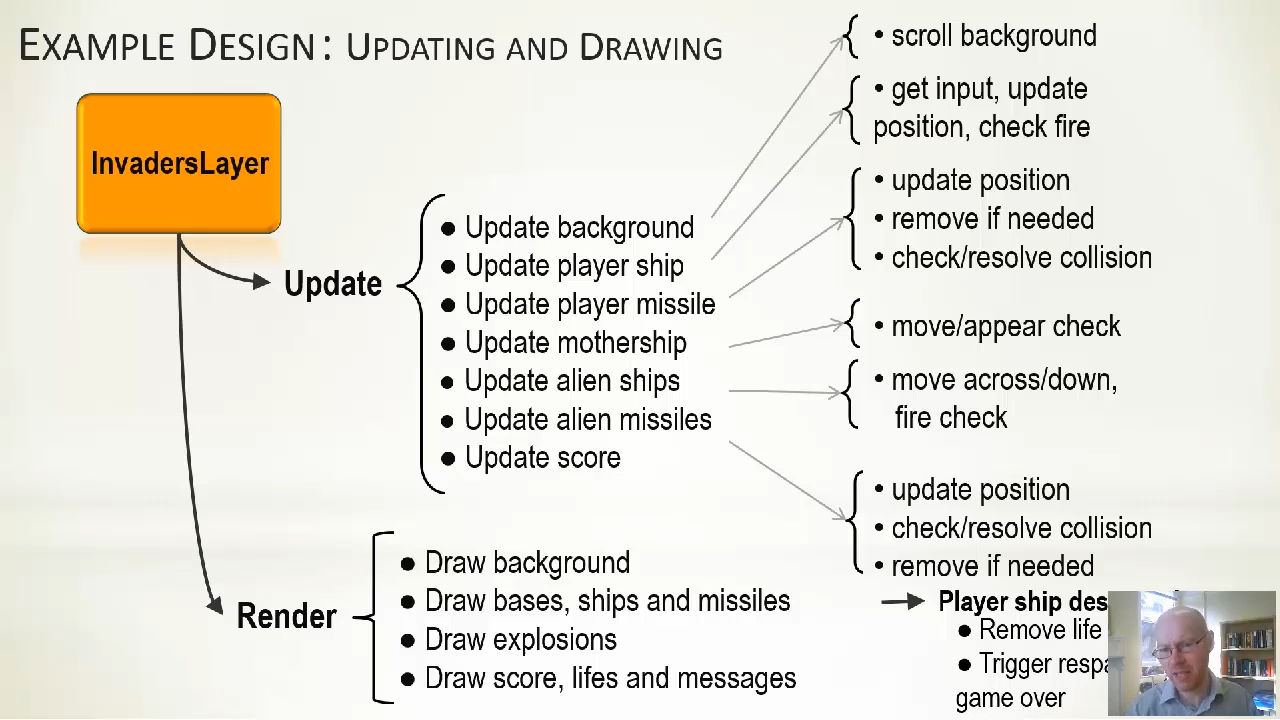 EXAMPLE DESIGN: UPDATING AND DRAWING
InvadersLayer
Update
● Update background
● Update player ship
● Update player missile
● Update mothership
● Update alien ships
● Update alien missiles
● Update score
• scroll background
• get input, update
position, check fire
• update position
• remove if needed
• check/resolve collision
• move/appear check
• move across/down,
fire check
• update position
• check/resolve collision
• remove if needed
Player ship
● Remove life
● Trigger
game over
Render
● Draw background
● Draw bases, ships and missiles
● Draw explosions
● Draw score, lifes and messages